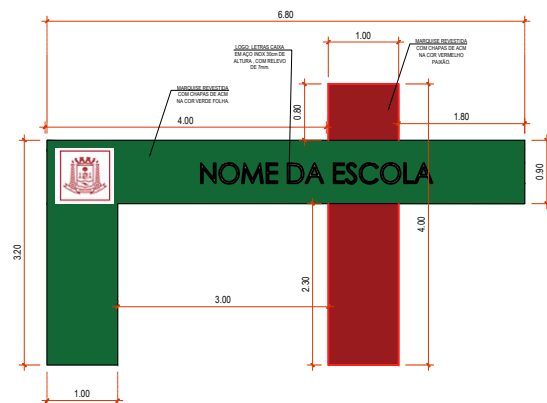 6.80
1.00
LOGO: LETRAS CAIXA
EM AÇO INOX 30cm DE
ALTURA , COM RELEVO
DE 7mm.
MARQUISE REVESTIDA
COM CHAPAS DE ACM
NA COR VERMELHO
PAIXÃO.
MARQUISE REVESTIDA
COM CHAPAS DE ACM
NA COR VERDE FOLHA.
0.80
4.00
1.80
NOME DA ESCOLA
0.90
3.20
4.00
2.30
3.00
1.00